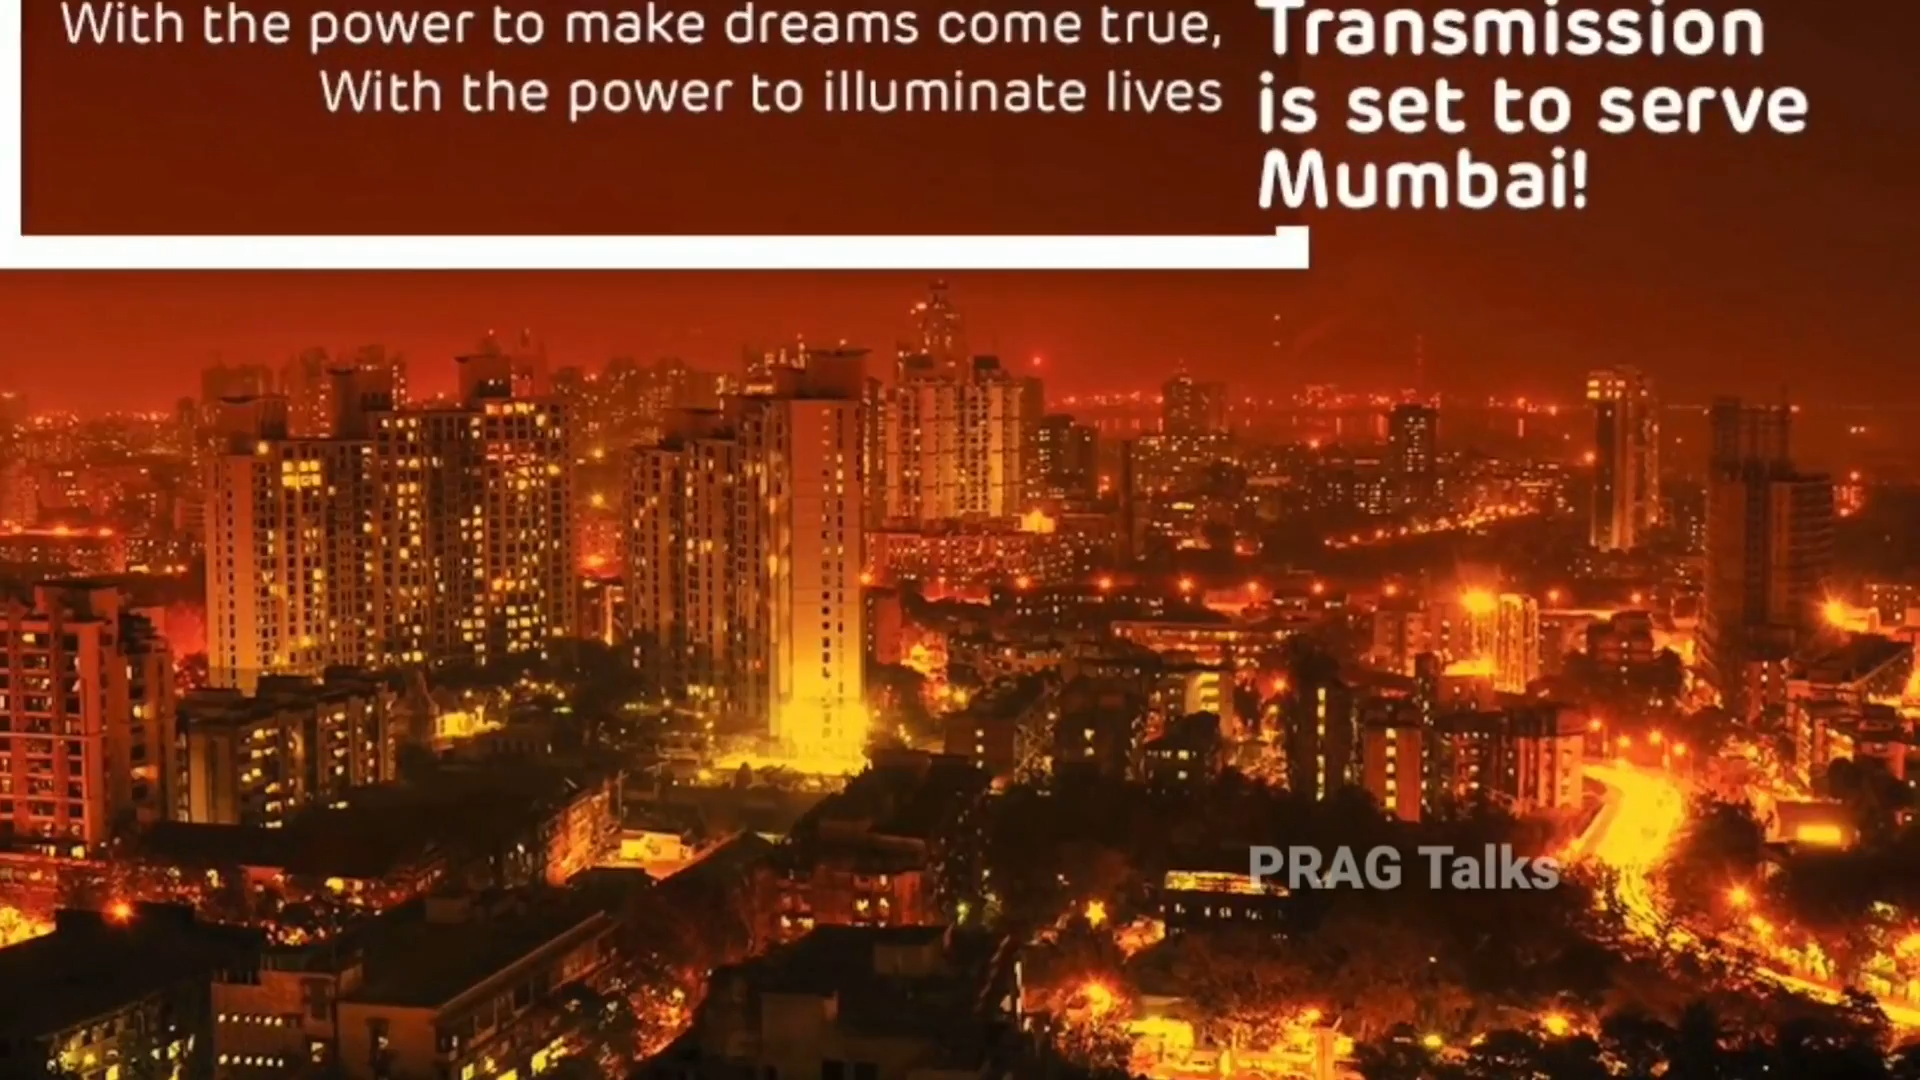 With the power to make dreams come true,
With the power to illuminate lives
Transmission
is set to serve
Mumbai!
PRAG Talks